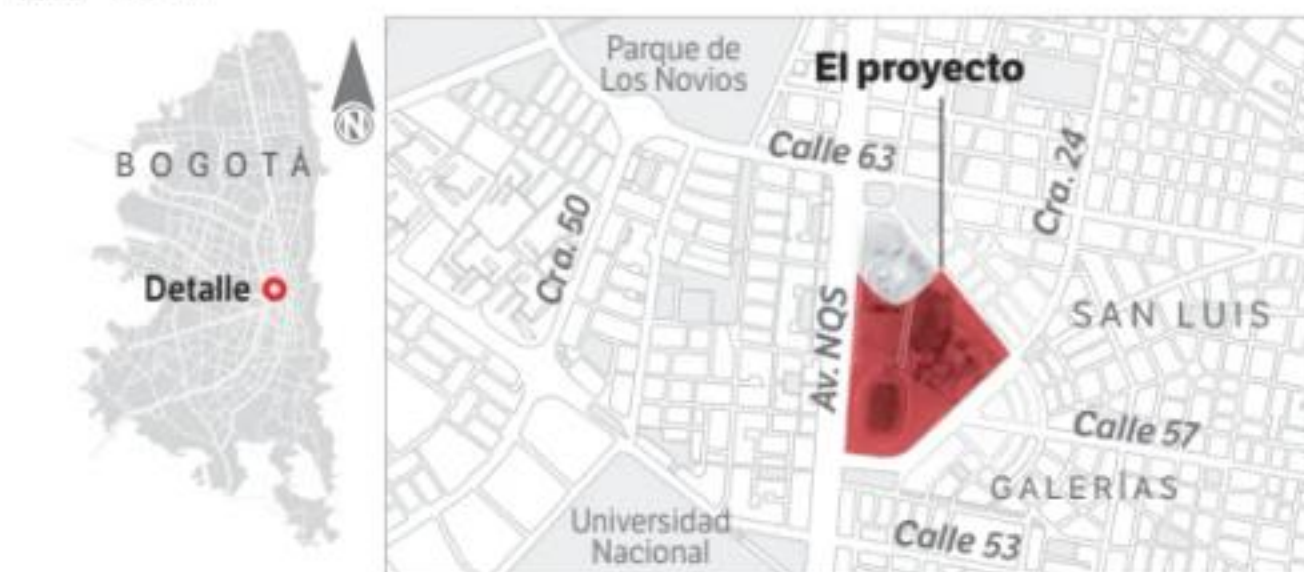 BOGOTÁ
Detalle
N
Parque de
Los Novios
El proyecto
Calle 63
Cra. 24
Cra. 50
Av. NQS
SAN LUIS
Calle 57
GALERÍAS
Universidad
Nacional
Calle 53